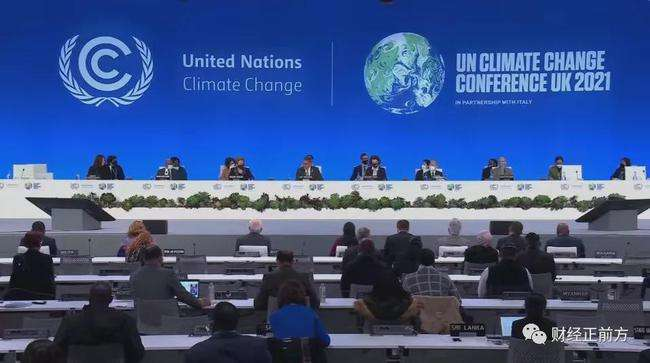 United Nations
Climate Change
UN CLIMATE CHANGE
CONFERENCE UK 2021
IN PARTNERSHIP WITH ITALY
MYANMAR
SRI LANKA
财经正前方